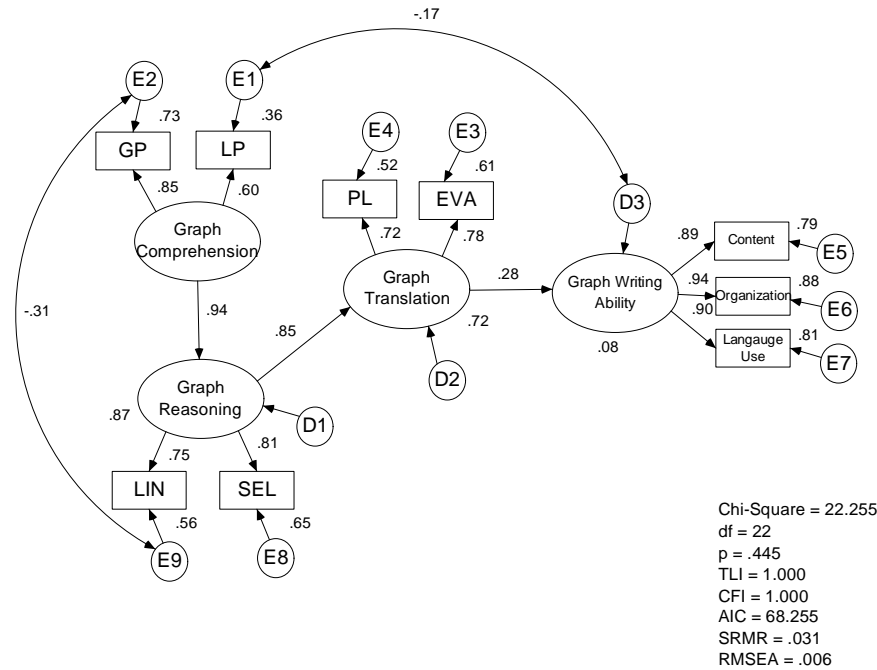 -.17
E2
E1
.73
.36
GP
LP
E4
E3
.52
.61
.85
.60
PL
EVA
D3
Graph
Comprehension
.72
.78
.89
Content
.79
E5
Graph
Translation
.28
Graph Writing
Ability
.94
Organization
.88
E6
.90
-.31
.94
.85
.72
.08
Langauge
Use
.81
E7
D2
Graph
Reasoning
.87
D1
.75
.81
LIN
SEL
.56
.65
E9
E8
Chi-Square = 22.255
df = 22
p = .445
TLI = 1.000
CFI = 1.000
AIC = 68.255
SRMR = .031
RMSEA = .006